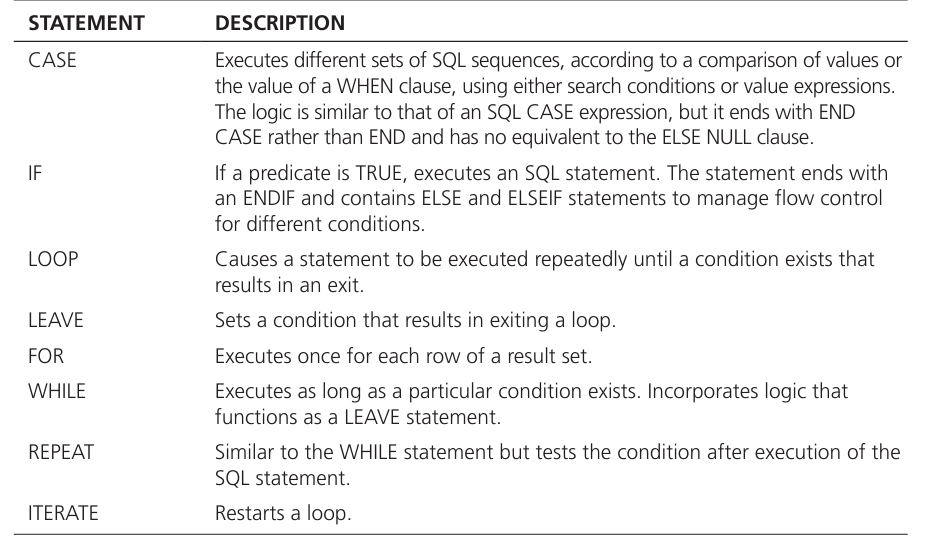 STATEMENT DESCRIPTION
CASE Executes different sets of SQL sequences, according to a comparison of values or
the value of a WHEN clause, using either search conditions or value expressions.
The logic is similar to that of an SQL CASE expression, but it ends with END
CASE rather than END and has no equivalent to the ELSE NULL clause.
IF If a predicate is TRUE, executes an SQL statement. The statement ends with
an ENDIF and contains ELSE and ELSEIF statements to manage flow control
for different conditions.
LOOP Causes a statement to be executed repeatedly until a condition exists that
results in an exit.
LEAVE Sets a condition that results in exiting a loop.
FOR Executes once for each row of a result set.
WHILE Executes as long as a particular condition exists. Incorporates logic that
functions as a LEAVE statement.
REPEAT Similar to the WHILE statement but tests the condition after execution of the
SQL statement.
ITERATE Restarts a loop.